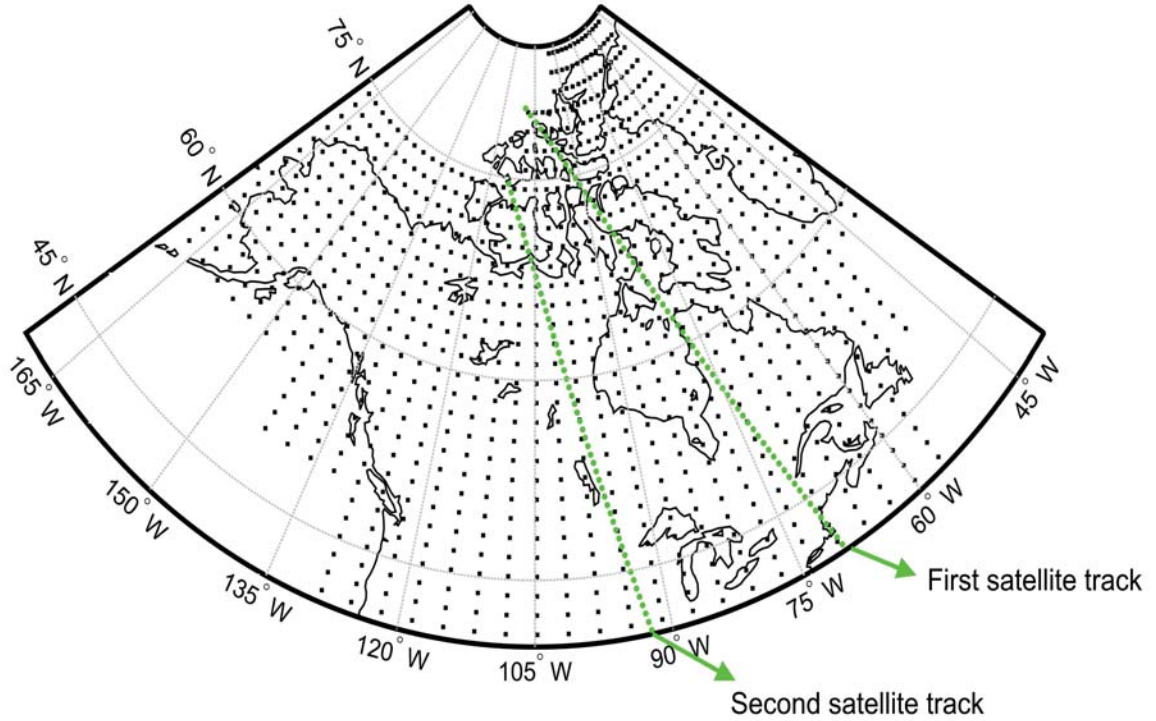 75° N
60° N
45° N
165° W
150° W
135° W
120° W
105° W
90° W
75° W
60° W
45° W
First satellite track
Second satellite track